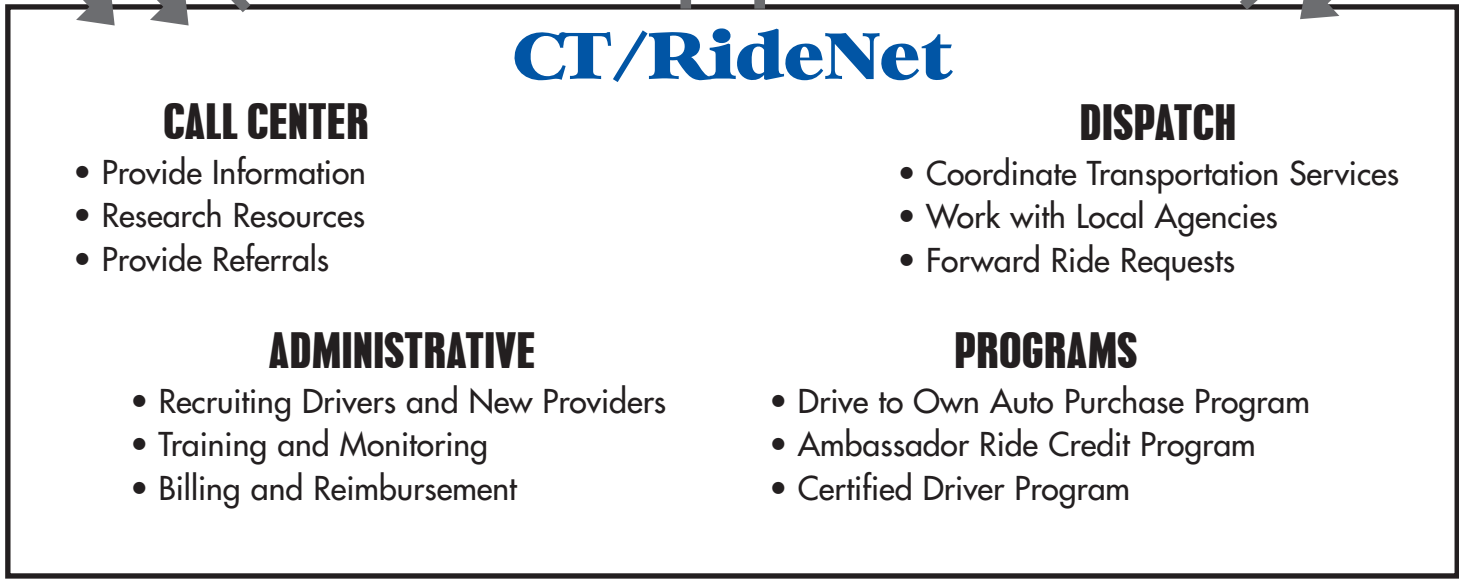 CT/RideNet
CALL CENTER
• Provide Information
• Research Resources
• Provide Referrals
DISPATCH
• Coordinate Transportation Services
• Work with Local Agencies
• Forward Ride Requests
ADMINISTRATIVE
• Recruiting Drivers and New Providers
• Training and Monitoring
• Billing and Reimbursement
PROGRAMS
• Drive to Own Auto Purchase Program
• Ambassador Ride Credit Program
• Certified Driver Program